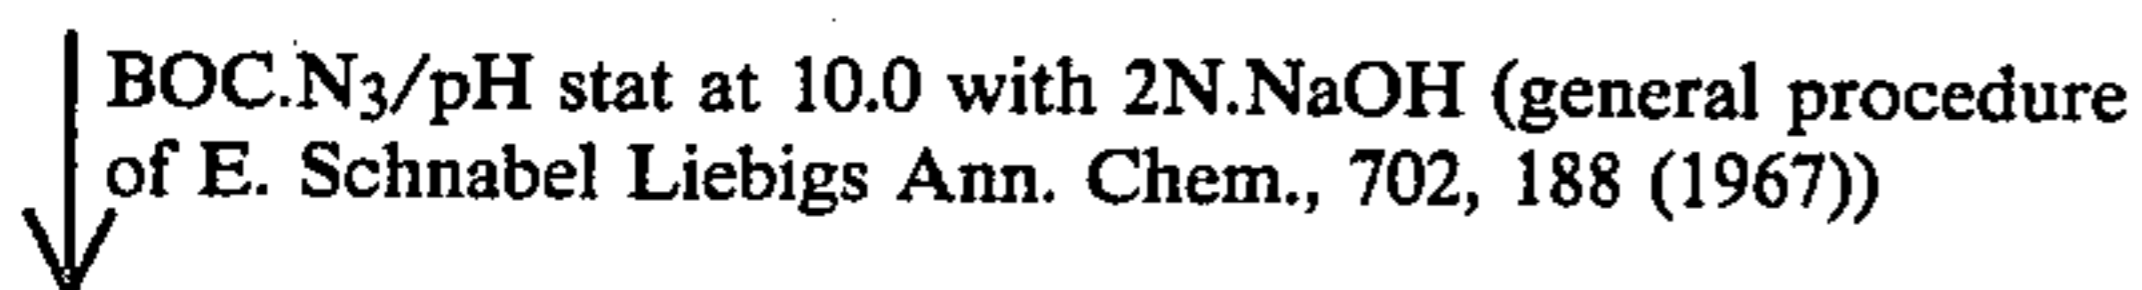 BOC.N3/pH stat at 10.0 with 2N.NaOH (general procedure
of E. Schnabel Liebigs Ann. Chem., 702, 188 (1967))